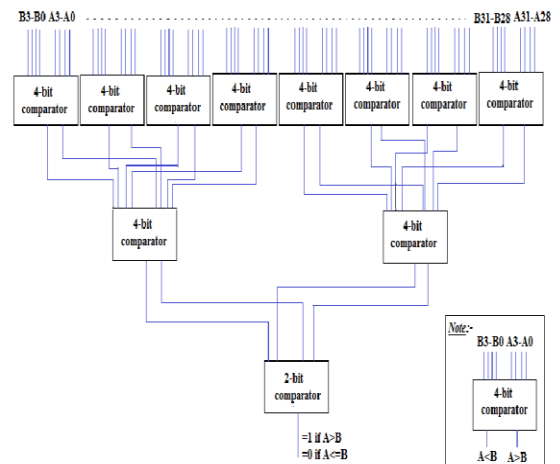 B3-B0 A3-A0
B31-B28 A31-A28
4-bit
comparator
4-bit
comparator
4-bit
comparator
4-bit
comparator
4-bit
comparator
4-bit
comparator
4-bit
comparator
4-bit
comparator
4-bit
comparator
4-bit
comparator
2-bit
comparator
=1 if A>B
=0 if A<=B
Note:-
B3-B0 A3-A0
4-bit
comparator
A<B A>B